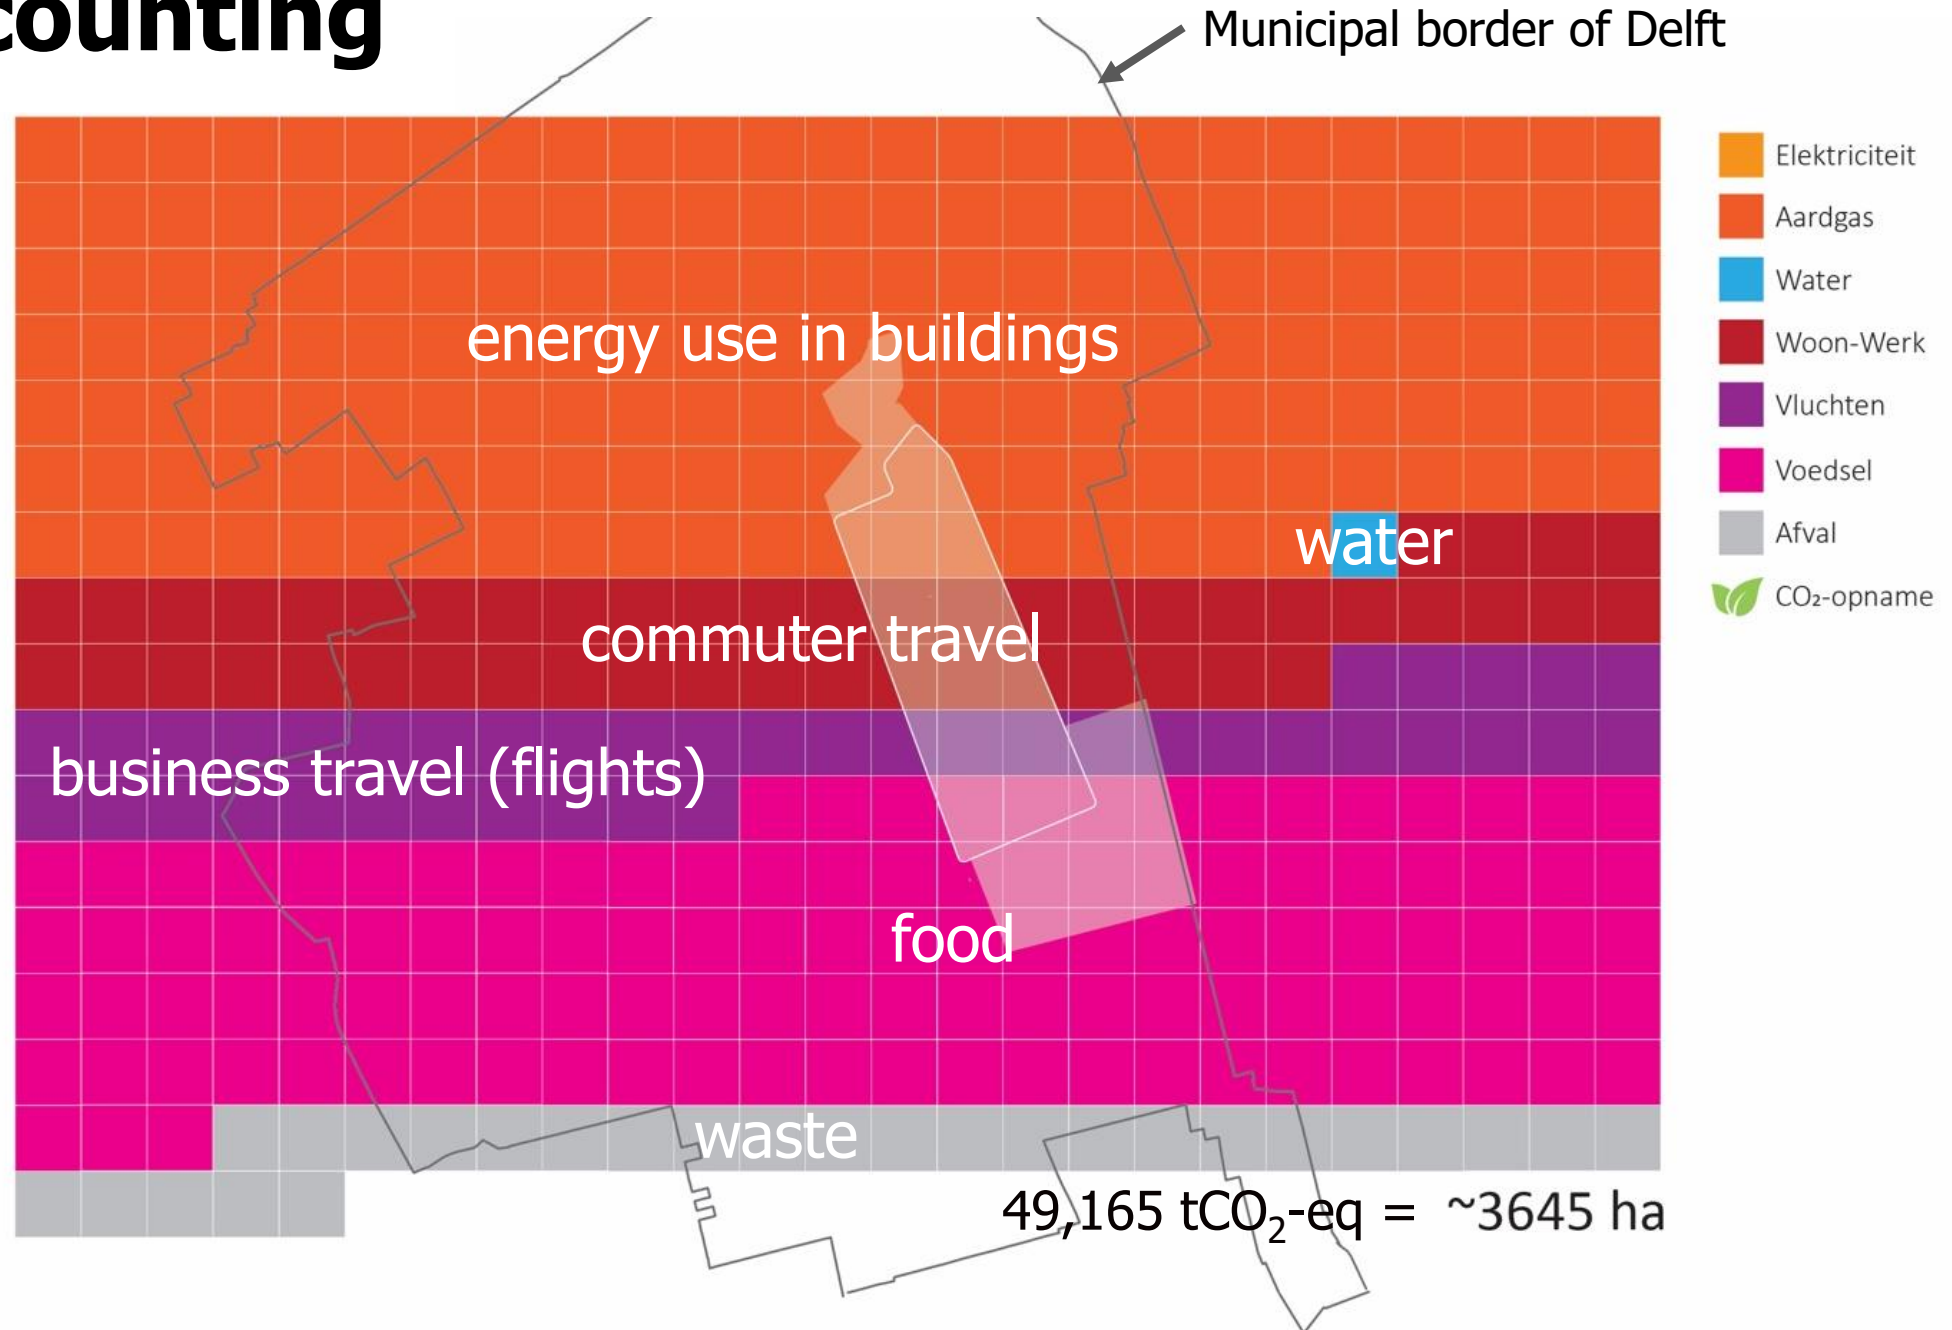 counting
Municipal border of Delft
Elektriciteit
Aardgas
Water
Woon-Werk
Vluchten
Voedsel
Afval
CO₂-opname
energy use in buildings
water
commuter travel
business travel (flights)
food
waste
49,165 tCO₂-eq = ~3645 ha